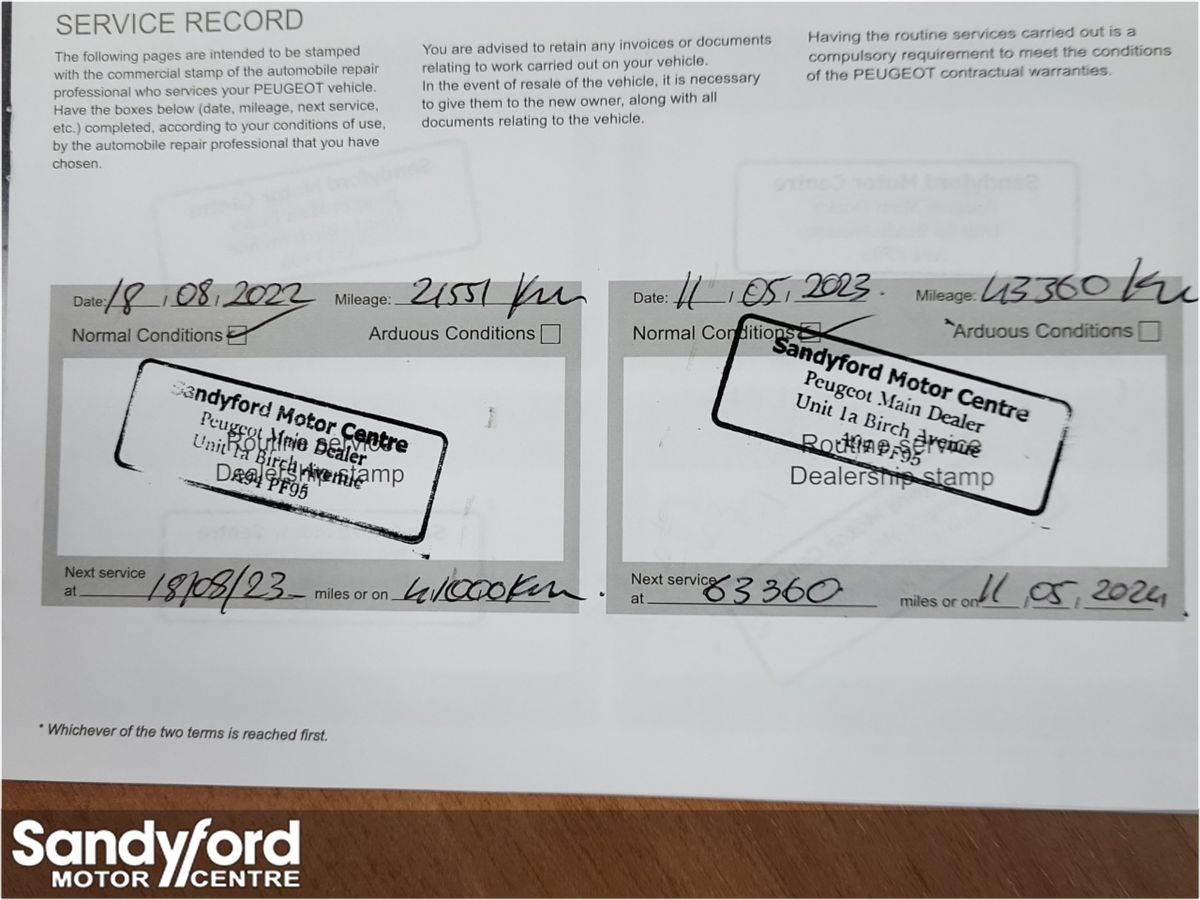 SERVICE RECORD
The following pages are intended to be stamped
with the commercial stamp of the automobile repair
professional who services your PEUGEOT vehicle.
Have the boxes below (date, mileage, next service,
etc.) completed, according to your conditions of use,
by the automobile repair professional that you have
chosen.
You are advised to retain any invoices or documents
relating to work carried out on your vehicle.
In the event of resale of the vehicle, it is necessary
to give them to the new owner, along with all
documents relating to the vehicle.
Having the routine services carried out is a
compulsory requirement to meet the conditions
of the PEUGEOT contractual warranties.
Date: 18, 08, 2022 Mileage: 21551 Km
Normal Conditions Arduous Conditions
Sandyford Motor Centre
Peugeot Main Dealer
Unit 1a Birch Avenue
A94 PF95
Routine service
Dealership stamp
Next service
at 18/08/23 miles or on 41000Km
Date: 11, 05, 2023. Mileage: 43360 Km
Normal Conditions Arduous Conditions
Sandyford Motor Centre
Peugeot Main Dealer
Unit 1a Birch Avenue
A94 PF95
Routine service
Dealership stamp
Next service
at 63360 miles or on 11, 05, 2024
* Whichever of the two terms is reached first.
Sandyford
MOTOR CENTRE